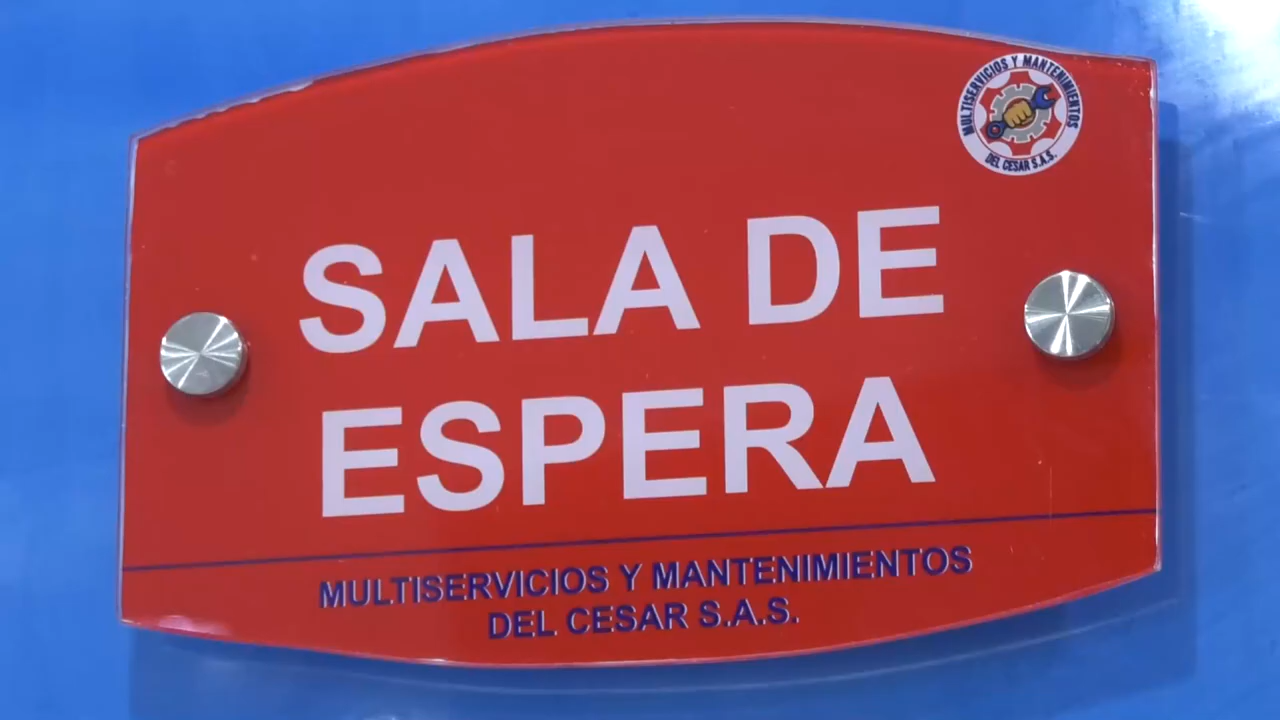 MULTISERVICIOS Y MANTENIMIENTOS
DEL CESAR S.A.S.
SALA DE
ESPERA
MULTISERVICIOS Y MANTENIMIENTOS
DEL CESAR S.A.S.